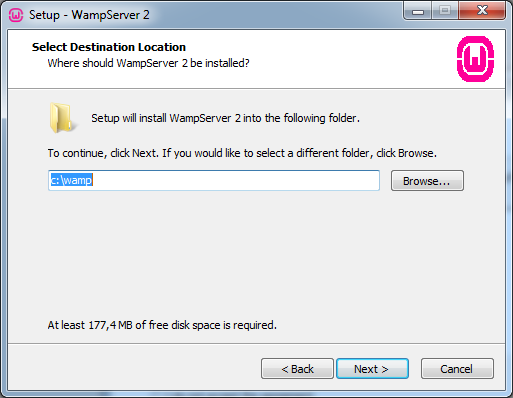 Setup - WampServer 2
Select Destination Location
Where should WampServer 2 be installed?
Setup will install WampServer 2 into the following folder.
To continue, click Next. If you would like to select a different folder, click Browse.
c:\wamp
Browse...
At least 177,4 MB of free disk space is required.
< Back
Next >
Cancel